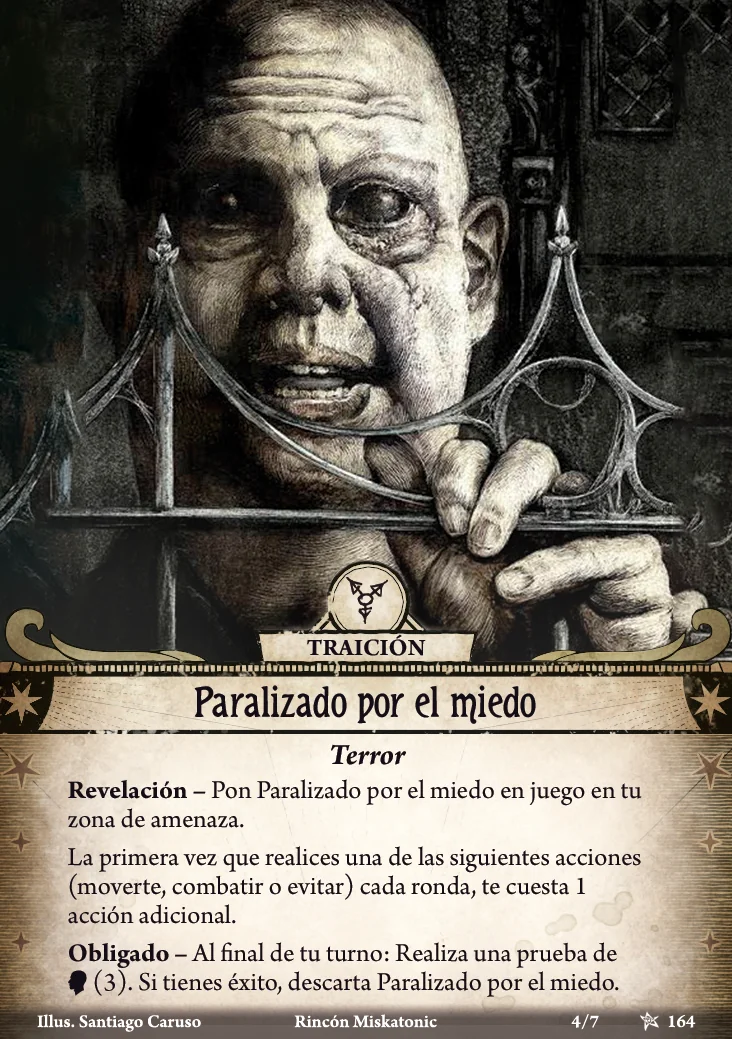 TRAICIÓN
Paralizado por el miedo
Terror
Revelación – Pon Paralizado por el miedo en juego en tu
zona de amenaza.
La primera vez que realices una de las siguientes acciones
(moverte, combatir o evitar) cada ronda, te cuesta 1
acción adicional.
Obligado – Al final de tu turno: Realiza una prueba de
(3). Si tienes éxito, descarta Paralizado por el miedo.
Illus. Santiago Caruso Rincón Miskatonic 4/7 164